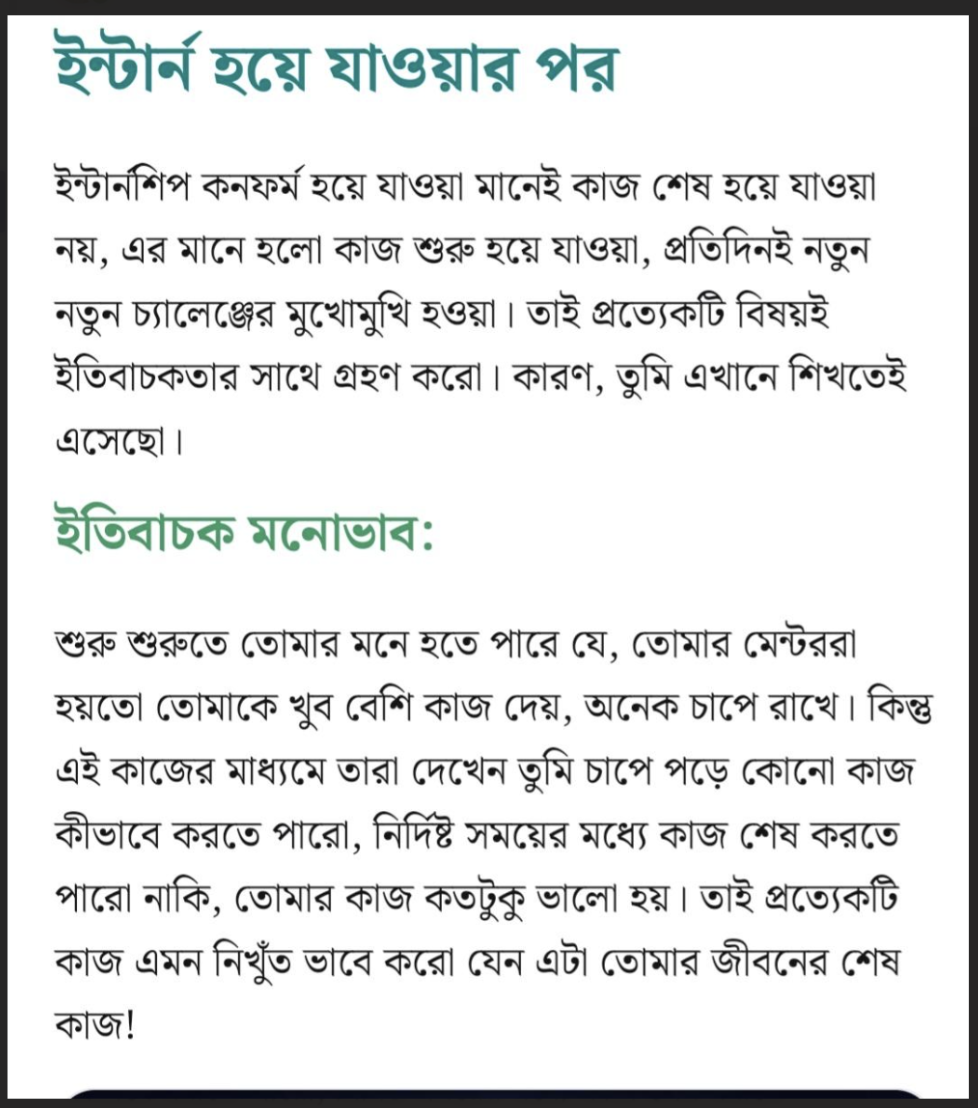 ইন্টার্ন হয়ে যাওয়ার পর
ইন্টার্নশিপ কনফর্ম হয়ে যাওয়া মানেই কাজ শেষ হয়ে যাওয়া
নয়, এর মানে হলো কাজ শুরু হয়ে যাওয়া, প্রতিদিনই নতুন
নতুন চ্যালেঞ্জের মুখোমুখি হওয়া। তাই প্রত্যেকটি বিষয়ই
ইতিবাচকতার সাথে গ্রহণ করো। কারণ, তুমি এখানে শিখতেই
এসেছো।
ইতিবাচক মনোভাব:
শুরু শুরুতে তোমার মনে হতে পারে যে, তোমার মেন্টররা
হয়তো তোমাকে খুব বেশি কাজ দেয়, অনেক চাপে রাখে। কিন্তু
এই কাজের মাধ্যমে তারা দেখেন তুমি চাপে পড়ে কোনো কাজ
কীভাবে করতে পারো, নির্দিষ্ট সময়ের মধ্যে কাজ শেষ করতে
পারো নাকি, তোমার কাজ কতটুকু ভালো হয়। তাই প্রত্যেকটি
কাজ এমন নিখুঁত ভাবে করো যেন এটা তোমার জীবনের শেষ
কাজ!